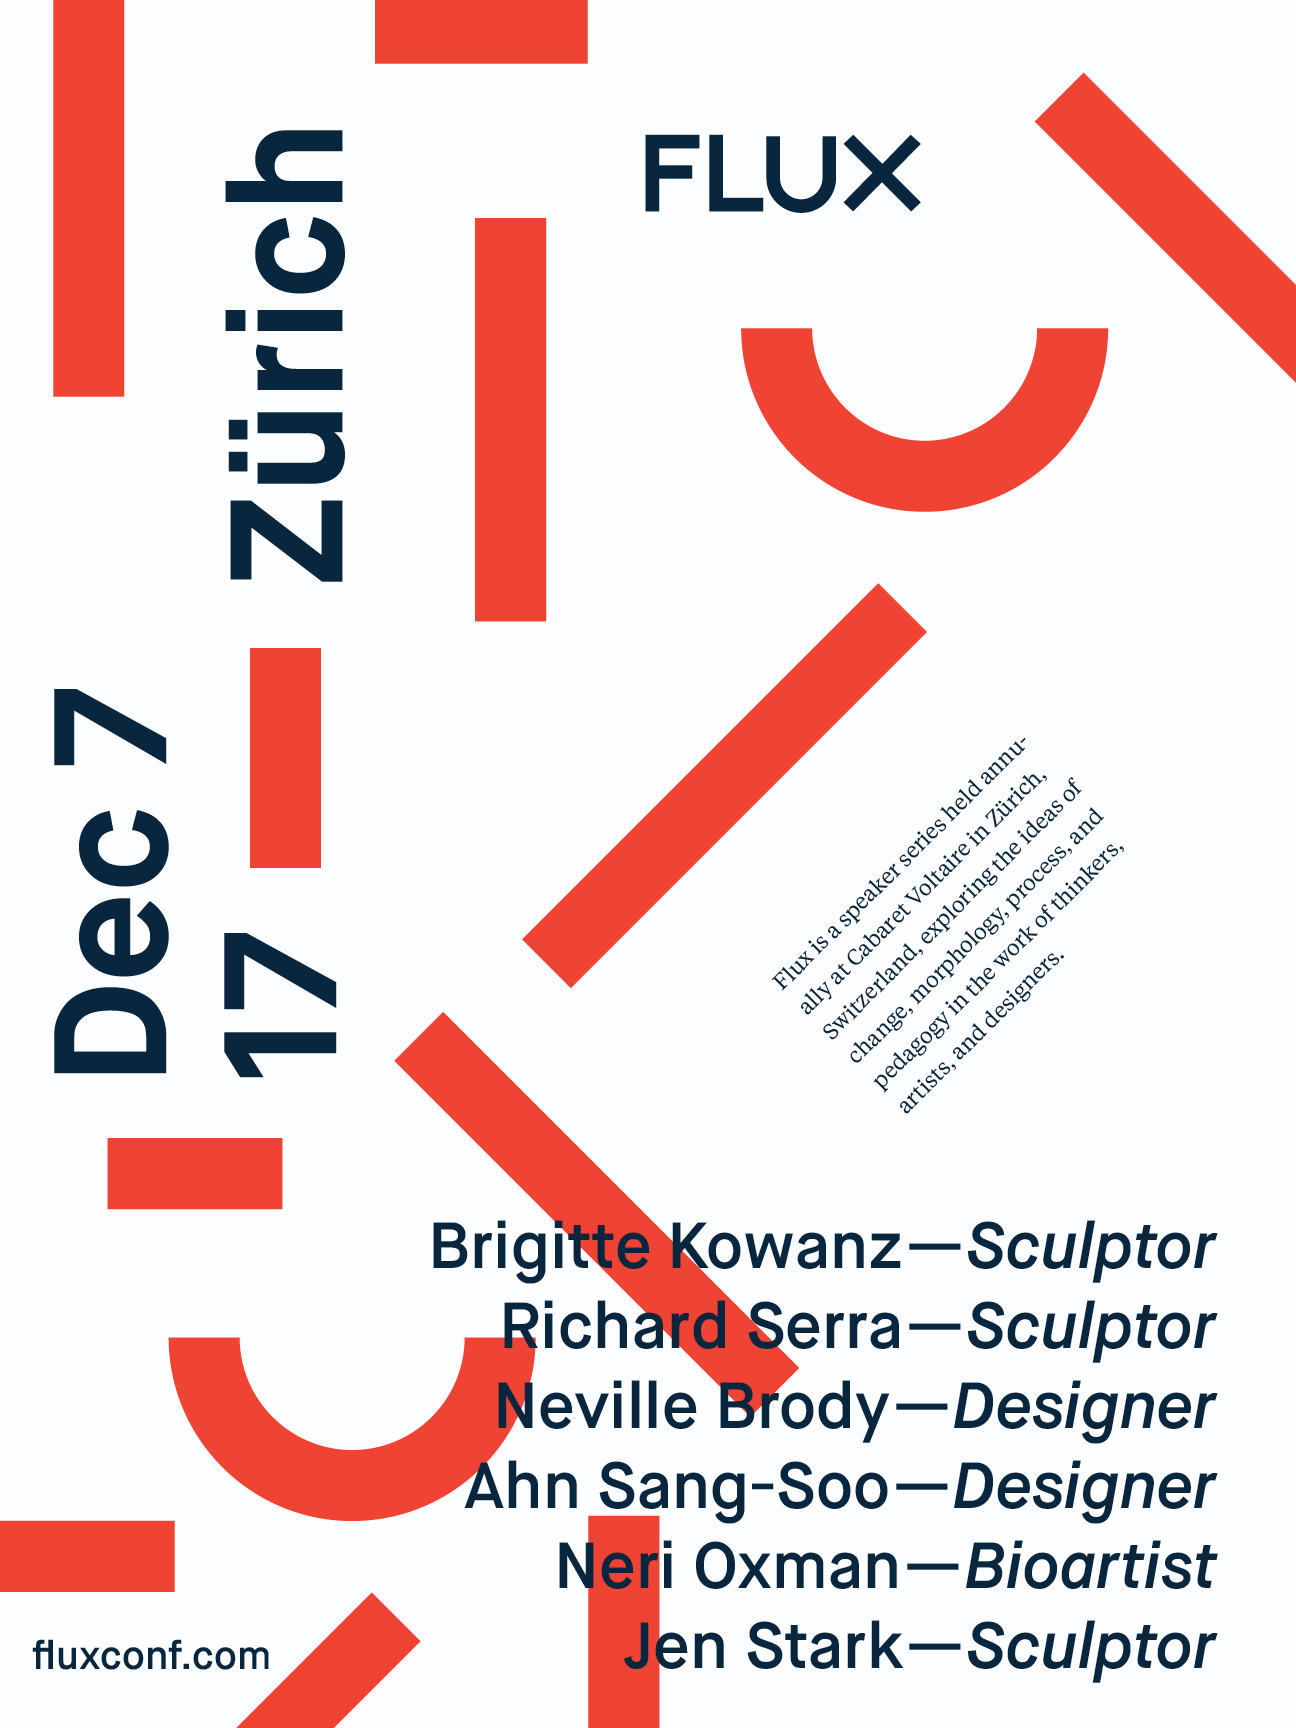 FLUX
Dec 7
17
Zürich
Flux is a speaker series held annu-
ally at Cabaret Voltaire in Zürich,
Switzerland, exploring the ideas of
change, morphology, process, and
pedagogy in the work of thinkers,
artists, and designers.
Brigitte Kowanz—Sculptor
Richard Serra—Sculptor
Neville Brody—Designer
Ahn Sang-Soo—Designer
Neri Oxman—Bioartist
Jen Stark—Sculptor
fluxconf.com